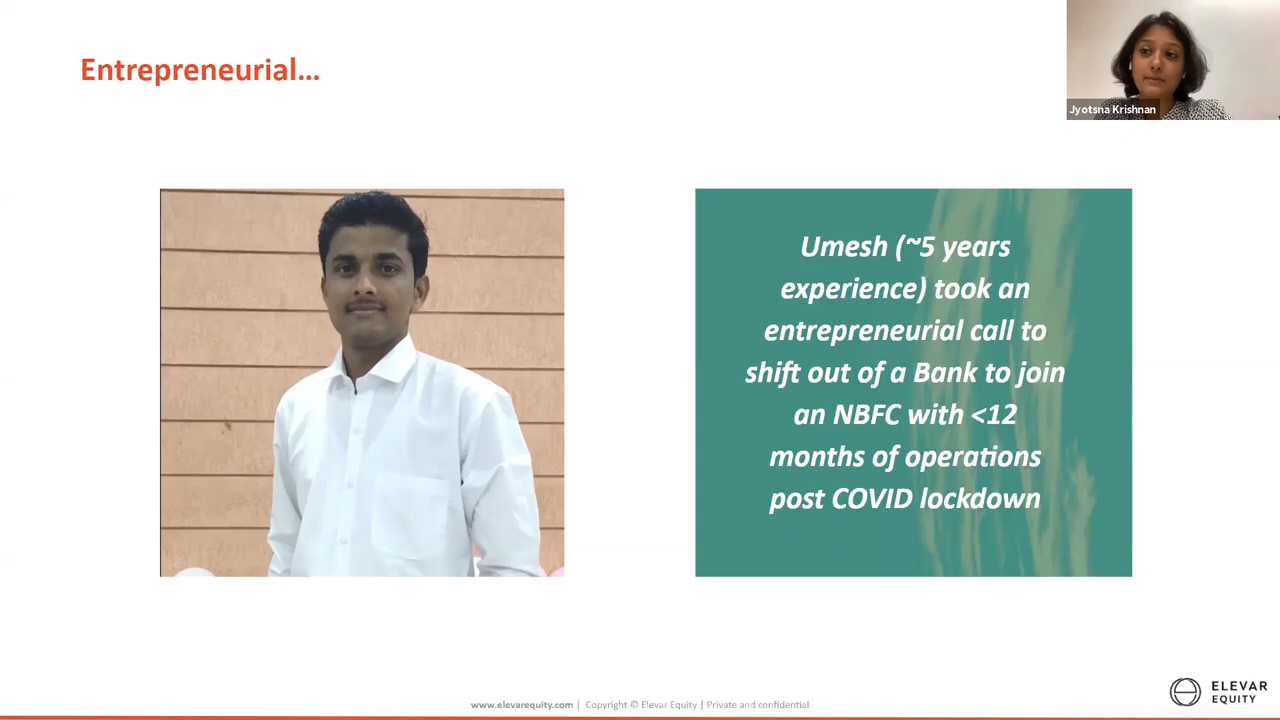 Entrepreneurial...
Jyotsna Krishnan
Umesh (~5 years
experience) took an
entrepreneurial call to
shift out of a Bank to join
an NBFC with <12
months of operations
post COVID lockdown
www.elevarequity.com | Copyright © Elevar Equity | Private and confidential
ELEVAR
EQUITY